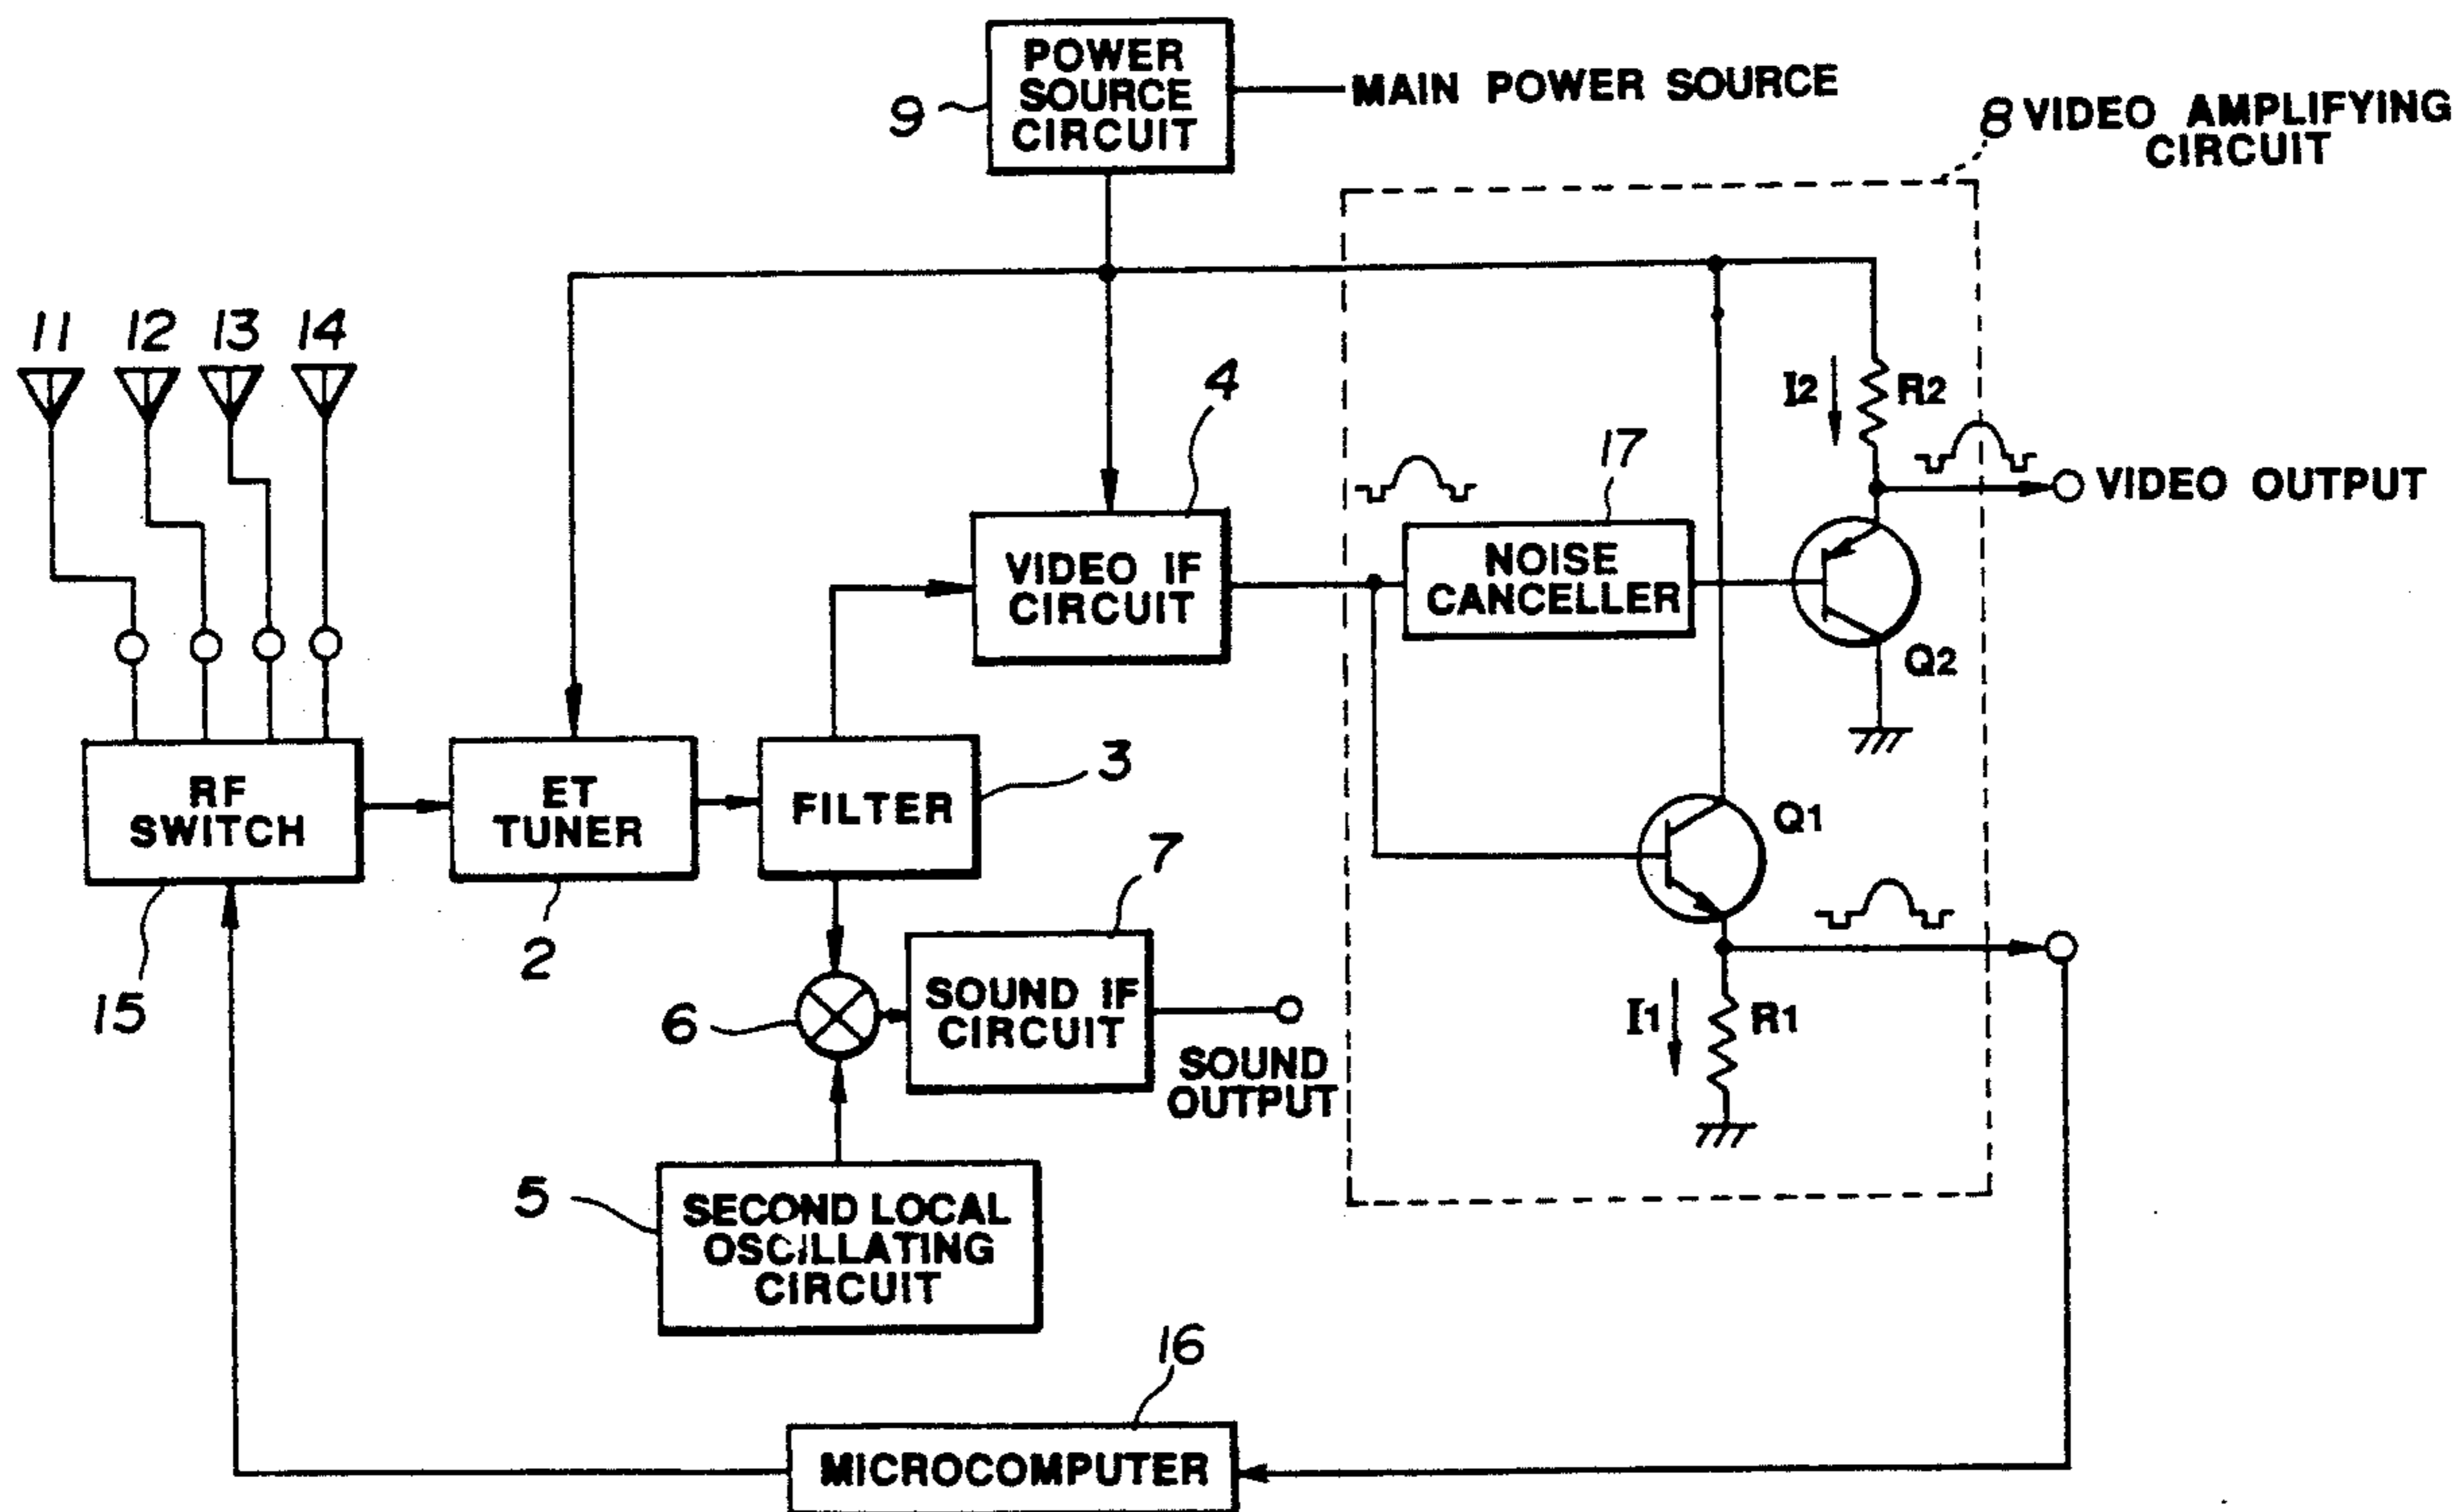 POWER
SOURCE
CIRCUIT
9
MAIN POWER SOURCE
8 VIDEO AMPLIFYING
CIRCUIT
11 12 13 14
4
I2
R2
17
VIDEO OUTPUT
VIDEO IF
CIRCUIT
NOISE
CANCELLER
Q2
RF
SWITCH
ET
TUNER
FILTER
3
Q1
15
2
7
6
SOUND IF
CIRCUIT
SOUND
OUTPUT
I1
R1
5
SECOND LOCAL
OSCILLATING
CIRCUIT
16
MICROCOMPUTER